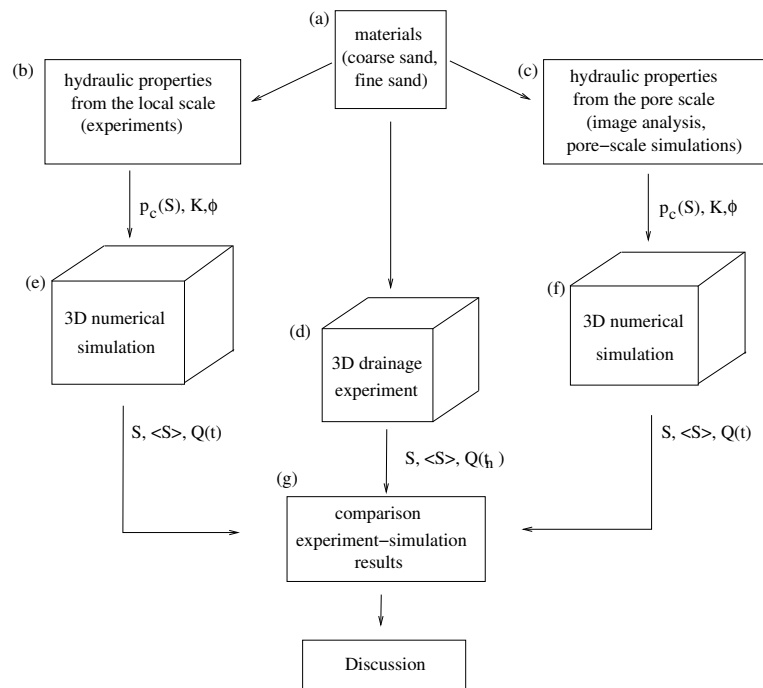 (a)
materials
(coarse sand,
fine sand)
(b)
hydraulic properties
from the local scale
(experiments)
(c)
hydraulic properties
from the pore scale
(image analysis,
pore−scale simulations)
p_c(S), K,ϕ
p_c(S), K,ϕ
(e)
3D numerical
simulation
(d)
3D drainage
experiment
(f)
3D numerical
simulation
S, <S>, Q(t)
S, <S>, Q(t_n)
S, <S>, Q(t)
(g)
comparison
experiment−simulation
results
Discussion